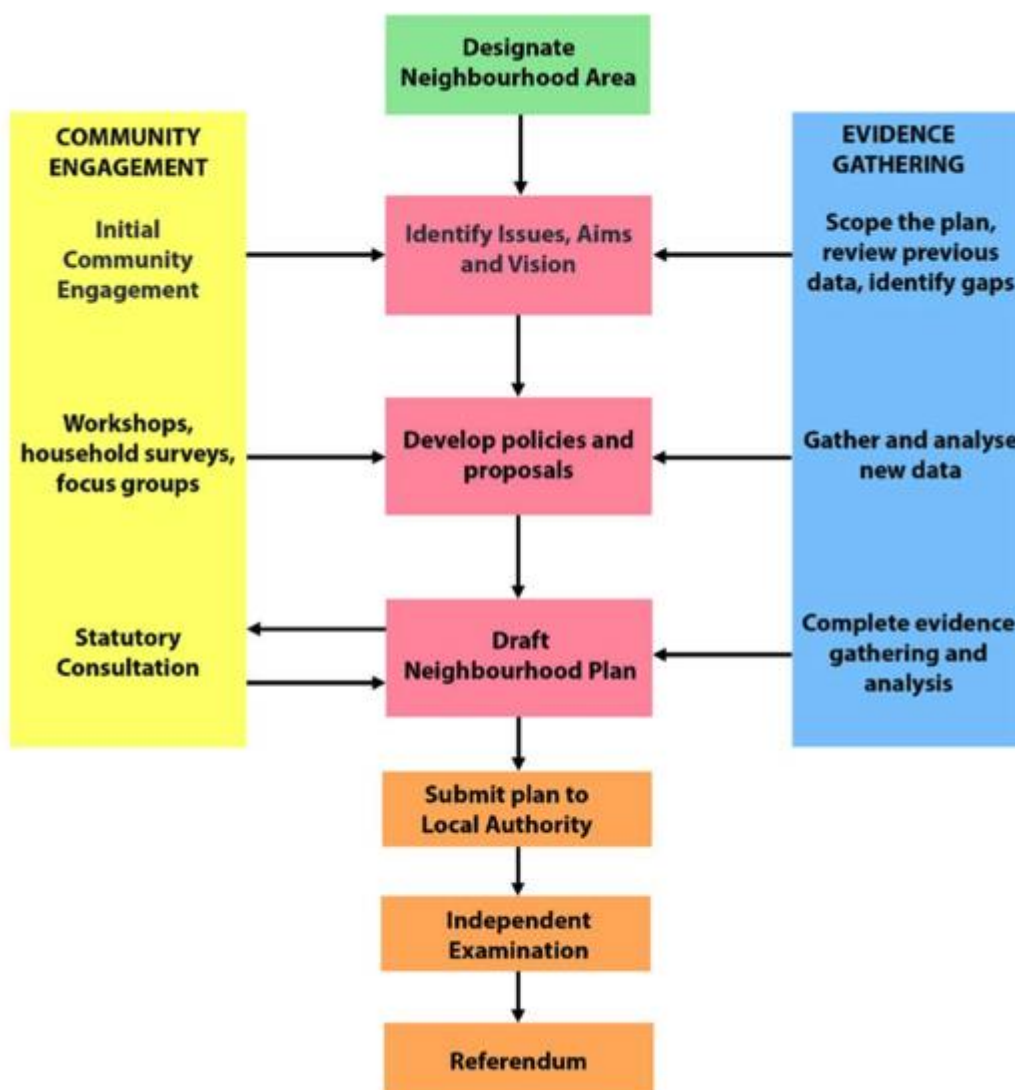 Designate
Neighbourhood Area
COMMUNITY
ENGAGEMENT
EVIDENCE
GATHERING
Initial
Community
Engagement
Identify Issues, Aims
and Vision
Scope the plan,
review previous
data, identify gaps
Workshops,
household surveys,
focus groups
Develop policies and
proposals
Gather and analyse
new data
Statutory
Consultation
Draft
Neighbourhood Plan
Complete evidence
gathering and
analysis
Submit plan to
Local Authority
Independent
Examination
Referendum